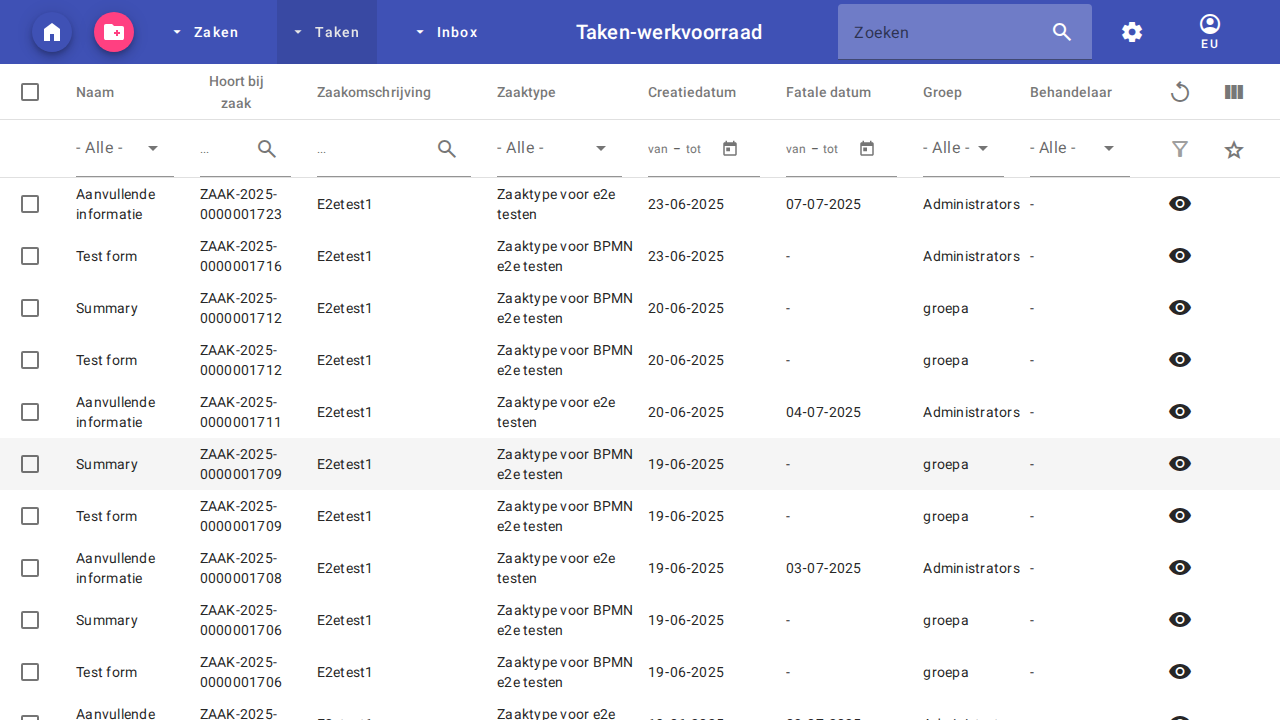 Zaken
Taken
Inbox
Taken-werkvoorraad
Zoeken
EU
Naam
Hoort bij
zaak
Zaakomschrijving
Zaaktype
Creatiedatum
Fatale datum
Groep
Behandelaar
- Alle -
...
...
- Alle -
van – tot
van – tot
- Alle -
- Alle -
Aanvullende
informatie
ZAAK-2025-
0000001723
E2etest1
Zaaktype voor e2e
testen
23-06-2025
07-07-2025
Administrators
-
Test form
ZAAK-2025-
0000001716
E2etest1
Zaaktype voor BPMN
e2e testen
23-06-2025
-
Administrators
-
Summary
ZAAK-2025-
0000001712
E2etest1
Zaaktype voor BPMN
e2e testen
20-06-2025
-
groepa
-
Test form
ZAAK-2025-
0000001712
E2etest1
Zaaktype voor BPMN
e2e testen
20-06-2025
-
groepa
-
Aanvullende
informatie
ZAAK-2025-
0000001711
E2etest1
Zaaktype voor e2e
testen
20-06-2025
04-07-2025
Administrators
-
Summary
ZAAK-2025-
0000001709
E2etest1
Zaaktype voor BPMN
e2e testen
19-06-2025
-
groepa
-
Test form
ZAAK-2025-
0000001709
E2etest1
Zaaktype voor BPMN
e2e testen
19-06-2025
-
groepa
-
Aanvullende
informatie
ZAAK-2025-
0000001708
E2etest1
Zaaktype voor e2e
testen
19-06-2025
03-07-2025
Administrators
-
Summary
ZAAK-2025-
0000001706
E2etest1
Zaaktype voor BPMN
e2e testen
19-06-2025
-
groepa
-
Test form
ZAAK-2025-
0000001706
E2etest1
Zaaktype voor BPMN
e2e testen
19-06-2025
-
groepa
-
Aanvullende
ZAAK-2025-
Zaaktype voor e2e